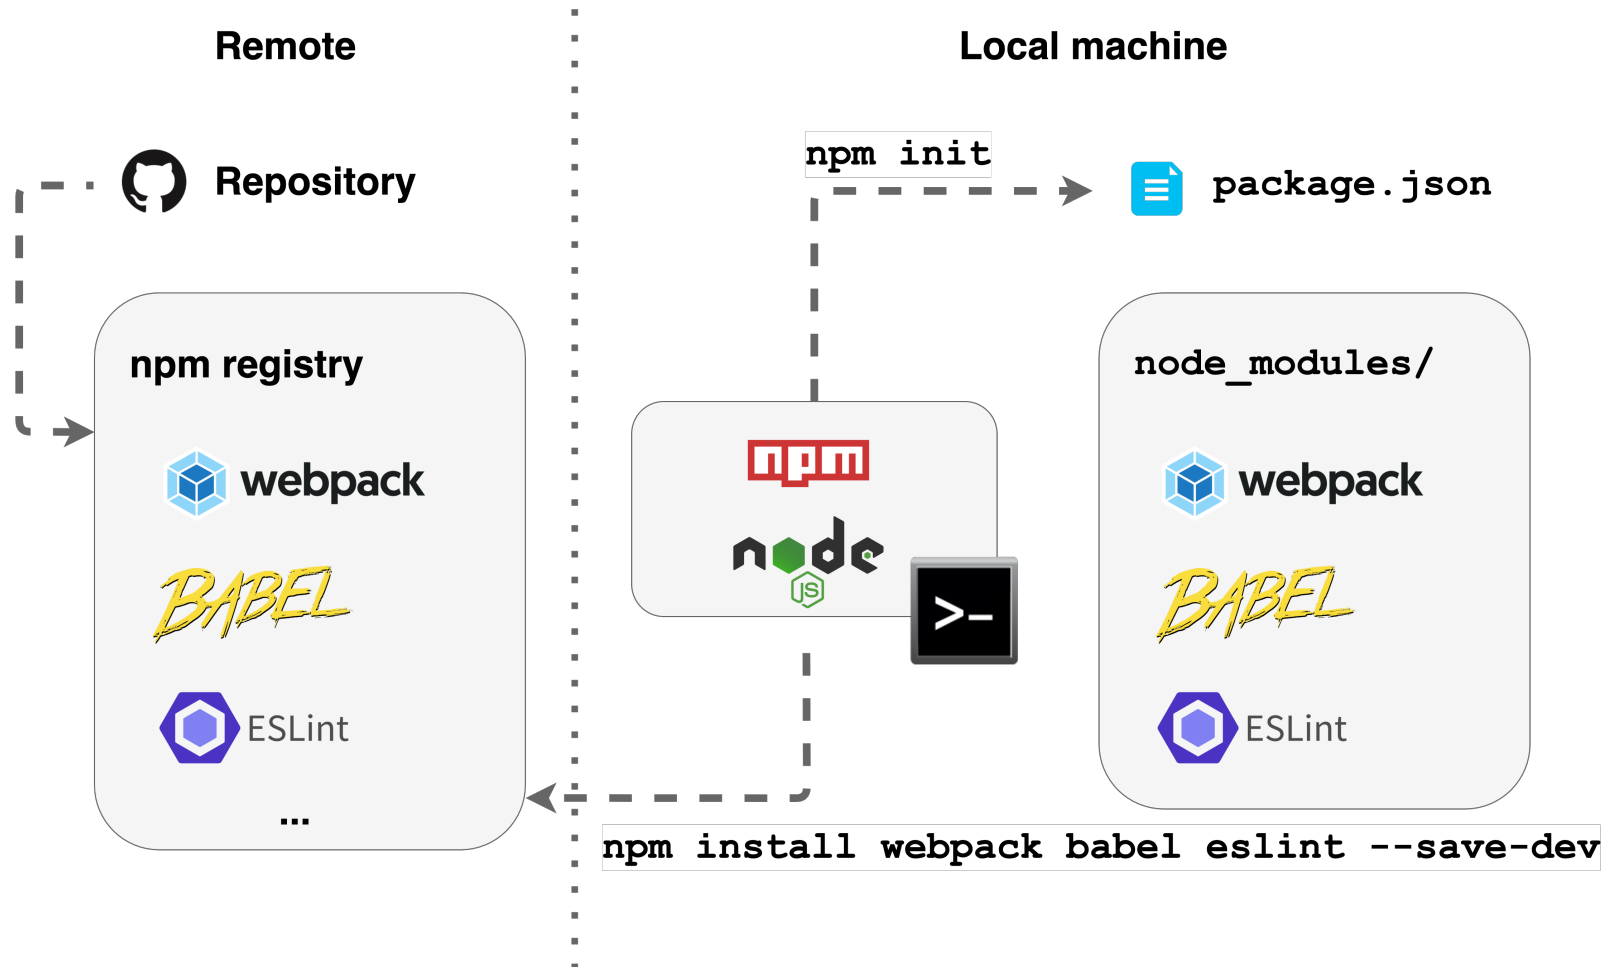 Remote
Local machine
npm init
Repository
package.json
npm registry
node_modules/
npm
webpack
webpack
node
JS
BABEL
BABEL
>-
ESLint
ESLint
...
npm install webpack babel eslint --save-dev